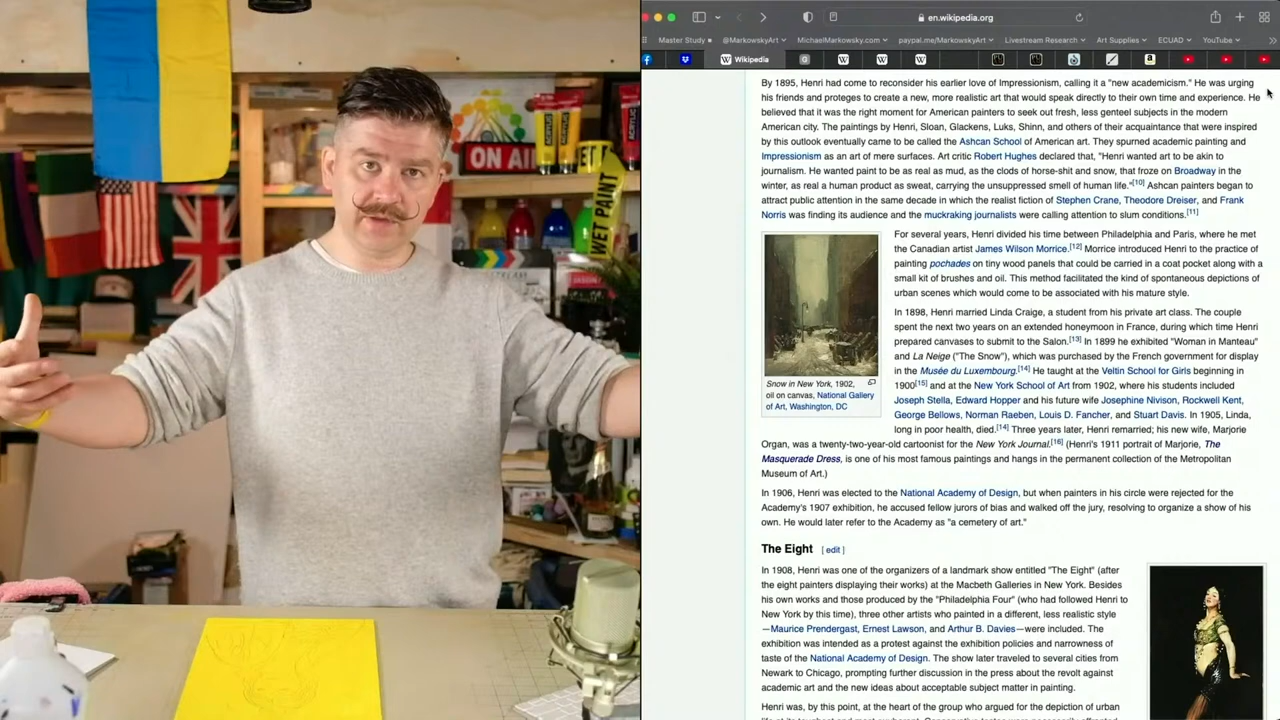 ON AIR
ACRYLIC
WET PAINT
STREAM
en.wikipedia.org
Master Study
@MarkowskyArt
MichaelMarkowsky.com
paypal.me/MarkowskyArt
Livestream Research
Art Supplies
ECUAD
YouTube
Wikipedia
By 1895, Henri had come to reconsider his earlier love of Impressionism, calling it a "new academicism." He was urging
his friends and proteges to create a new, more realistic art that would speak directly to their own time and experience. He
believed that it was the right moment for American painters to seek out fresh, less genteel subjects in the modern
American city. The paintings by Henri, Sloan, Glackens, Luks, Shinn, and others of their acquaintance that were inspired
by this outlook eventually came to be called the Ashcan School of American art. They spurned academic painting and
Impressionism as an art of mere surfaces. Art critic Robert Hughes declared that, "Henri wanted art to be akin to
journalism. He wanted paint to be as real as mud, as the clods of horse-shit and snow, that froze on Broadway in the
winter, as real a human product as sweat, carrying the unsuppressed smell of human life."[10] Ashcan painters began to
attract public attention in the same decade in which the realist fiction of Stephen Crane, Theodore Dreiser, and Frank
Norris was finding its audience and the muckraking journalists were calling attention to slum conditions.[11]
For several years, Henri divided his time between Philadelphia and Paris, where he met
the Canadian artist James Wilson Morrice.[12] Morrice introduced Henri to the practice of
painting pochades on tiny wood panels that could be carried in a coat pocket along with a
small kit of brushes and oil. This method facilitated the kind of spontaneous depictions of
urban scenes which would come to be associated with his mature style.
In 1898, Henri married Linda Craige, a student from his private art class. The couple
spent the next two years on an extended honeymoon in France, during which time Henri
prepared canvases to submit to the Salon.[13] In 1899 he exhibited "Woman in Manteau"
and La Neige ("The Snow"), which was purchased by the French government for display
in the Musée du Luxembourg.[14] He taught at the Veltin School for Girls beginning in
1900[15] and at the New York School of Art from 1902, where his students included
Joseph Stella, Edward Hopper and his future wife Josephine Nivison, Rockwell Kent,
George Bellows, Norman Raeben, Louis D. Fancher, and Stuart Davis. In 1905, Linda,
long in poor health, died.[14] Three years later, Henri remarried; his new wife, Marjorie
Organ, was a twenty-two-year-old cartoonist for the New York Journal.[16] (Henri's 1911 portrait of Marjorie, The
Masquerade Dress, is one of his most famous paintings and hangs in the permanent collection of the Metropolitan
Museum of Art.)
Snow in New York, 1902,
oil on canvas, National Gallery
of Art, Washington, DC
In 1906, Henri was elected to the National Academy of Design, but when painters in his circle were rejected for the
Academy's 1907 exhibition, he accused fellow jurors of bias and walked off the jury, resolving to organize a show of his
own. He would later refer to the Academy as "a cemetery of art."
The Eight [ edit ]
In 1908, Henri was one of the organizers of a landmark show entitled "The Eight" (after
the eight painters displaying their works) at the Macbeth Galleries in New York. Besides
his own works and those produced by the "Philadelphia Four" (who had followed Henri to
New York by this time), three other artists who painted in a different, less realistic style
—Maurice Prendergast, Ernest Lawson, and Arthur B. Davies—were included. The
exhibition was intended as a protest against the exhibition policies and narrowness of
taste of the National Academy of Design. The show later traveled to several cities from
Newark to Chicago, prompting further discussion in the press about the revolt against
academic art and the new ideas about acceptable subject matter in painting.
Henri was, by this point, at the heart of the group who argued for the depiction of urban